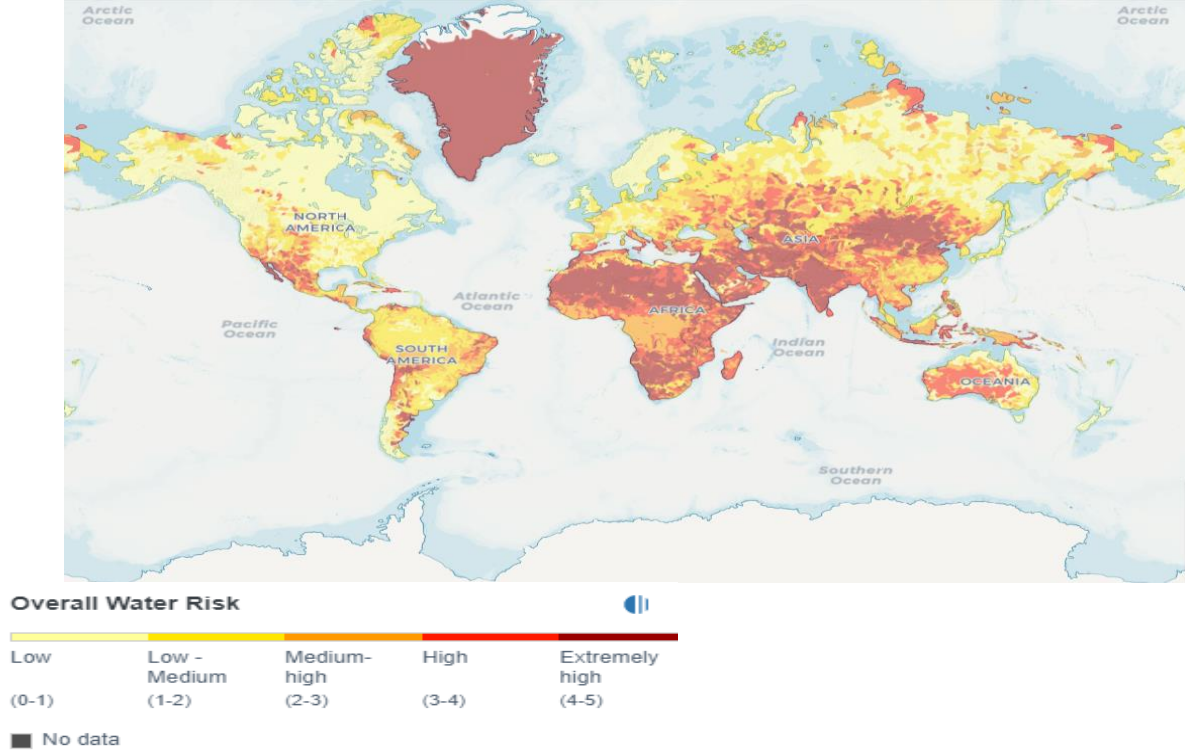 Arctic
Ocean
Arctic
Ocean
NORTH
AMERICA
ASIA
Atlantic
Ocean
AFRICA
Pacific
Ocean
Indian
Ocean
SOUTH
AMERICA
OCEANIA
Southern
Ocean
Overall Water Risk
Low
Low -
Medium
Medium-
high
High
Extremely
high
(0-1)
(1-2)
(2-3)
(3-4)
(4-5)
No data